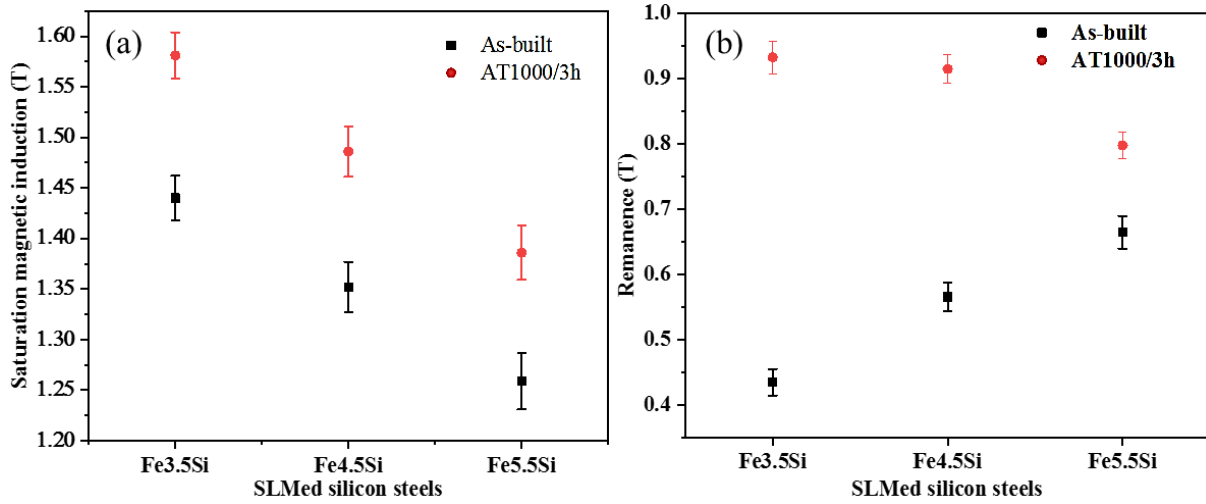 (a)
As-built
AT1000/3h
Saturation magnetic induction (T)
1.60
1.55
1.50
1.45
1.40
1.35
1.30
1.25
1.20
Fe3.5Si Fe4.5Si Fe5.5Si
SLMed silicon steels
(b)
As-built
AT1000/3h
Remanence (T)
1.0
0.9
0.8
0.7
0.6
0.5
0.4
Fe3.5Si Fe4.5Si Fe5.5Si
SLMed silicon steels